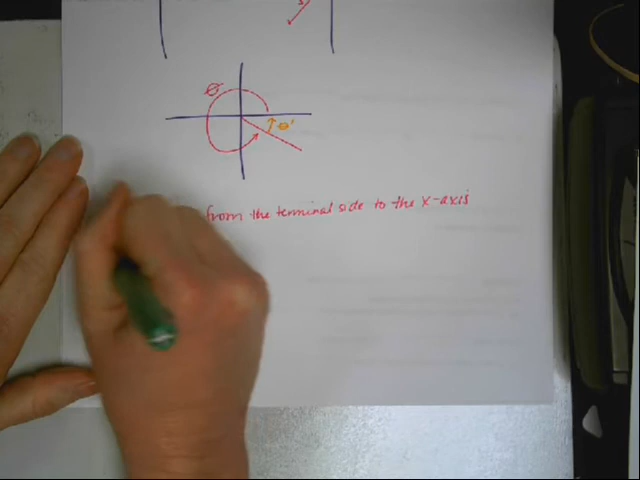 θ
θ'
from the terminal side to the x-axis